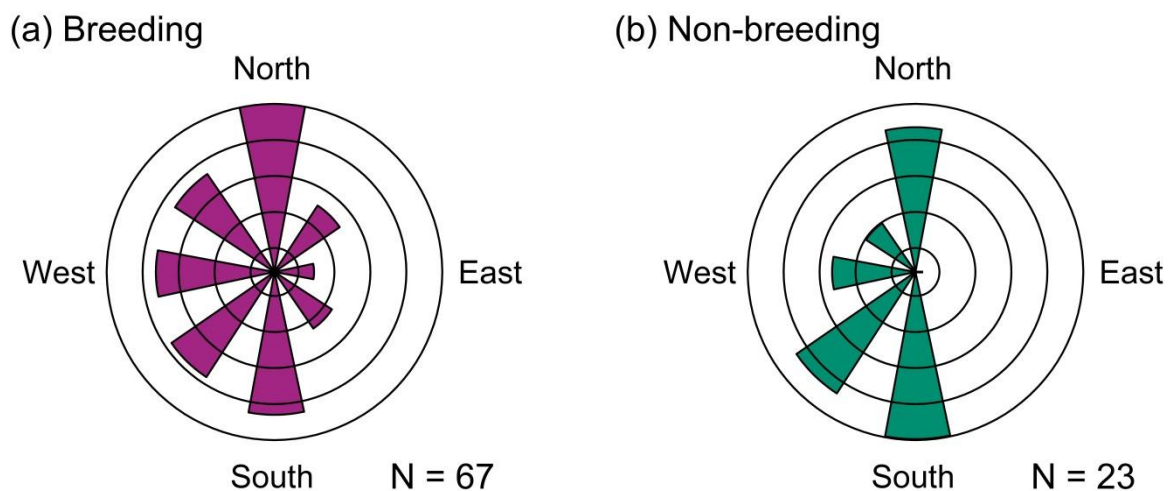 (a) Breeding
North
West
East
South
N = 67
(b) Non-breeding
North
West
East
South
N = 23